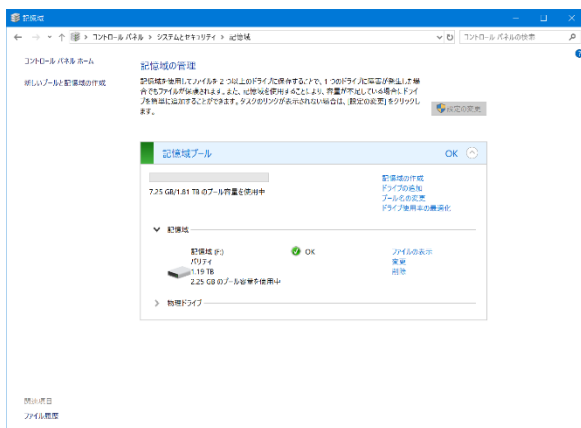 記憶域
コントロール パネル > システムとセキュリティ > 記憶域
コントロール パネルの検索
コントロール パネル ホーム
新しいプールと記憶域の作成
記憶域の管理
記憶域を使用してファイルを 2 つ以上のドライブに保存することで、1 つのドライブに障害が発生した場
合でもファイルが保護されます。また、記憶域を使用することにより、容量が不足している場合にドライ
ブを簡単に追加することができます。タスクのリンクが表示されない場合は、[設定の変更] をクリックし
ます。
設定の変更
記憶域プール
OK
7.25 GB/1.81 TB のプール容量を使用中
記憶域の作成
ドライブの追加
プール名の変更
ドライブ使用率の最適化
記憶域
記憶域 (F:)
パリティ
1.19 TB
2.25 GB のプール容量を使用中
OK
ファイルの表示
変更
削除
物理ドライブ
関連項目
ファイル履歴